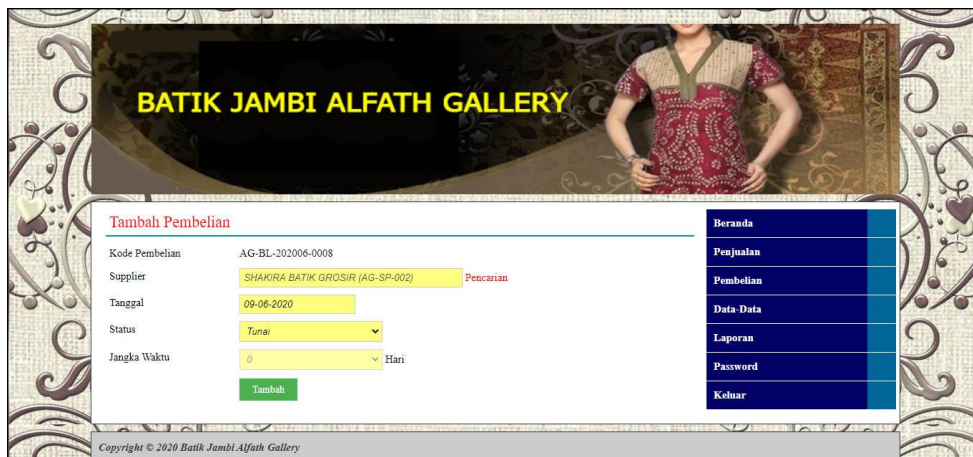 BATIK JAMBI ALFATH GALLERY
Tambah Pembelian
Kode Pembelian AG-BL-202006-0008
Supplier SHAKIRA BATIK GROSIR (AG-SP-002) Pencarian
Tanggal 09-06-2020
Status Tunai
Jangka Waktu 0 Hari
Tambah
Beranda
Penjualan
Pembelian
Data-Data
Laporan
Password
Keluar
Copyright © 2020 Batik Jambi Alfath Gallery